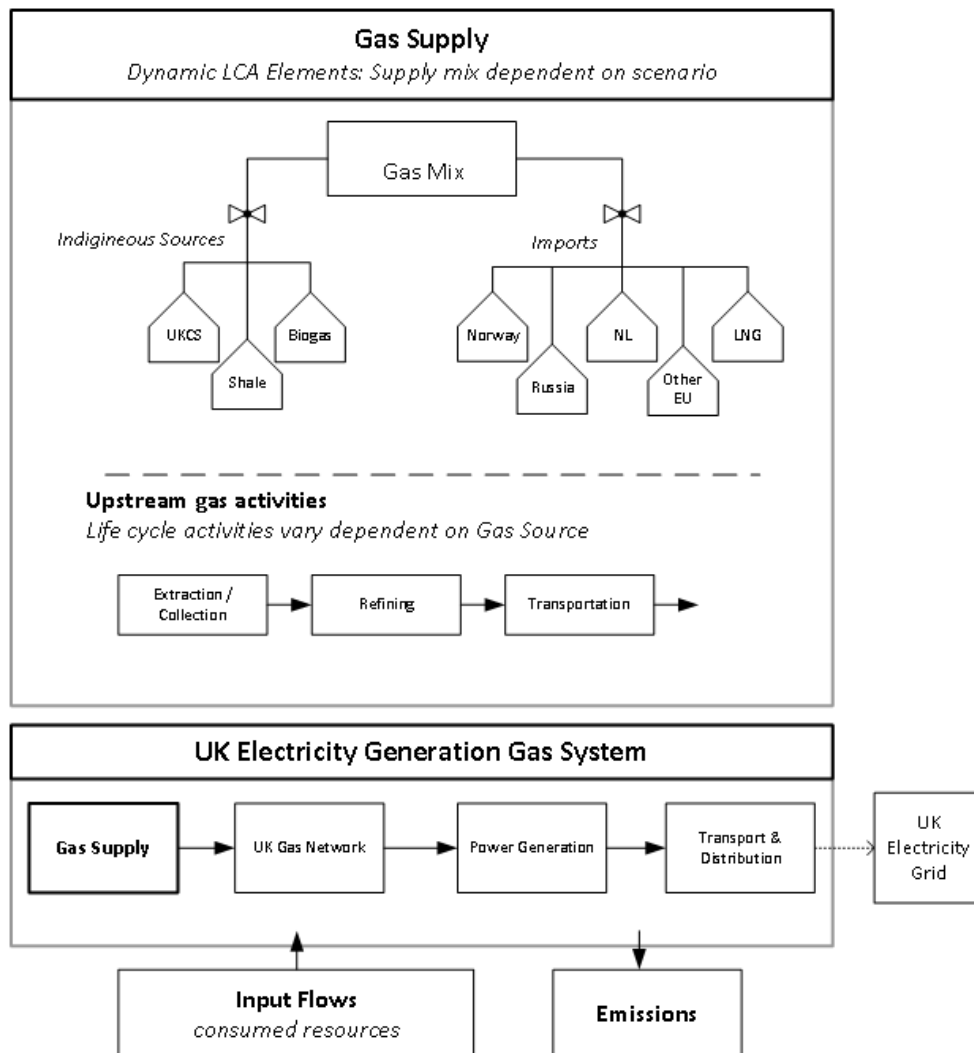 Gas Supply
Dynamic LCA Elements: Supply mix dependent on scenario
Gas Mix
Indigineous Sources
Imports
UKCS
Biogas
Shale
Norway
NL
LNG
Russia
Other
EU
Upstream gas activities
Life cycle activities vary dependent on Gas Source
Extraction /
Collection
Refining
Transportation
UK Electricity Generation Gas System
Gas Supply
UK Gas Network
Power Generation
Transport &
Distribution
UK
Electricity
Grid
Input Flows
consumed resources
Emissions